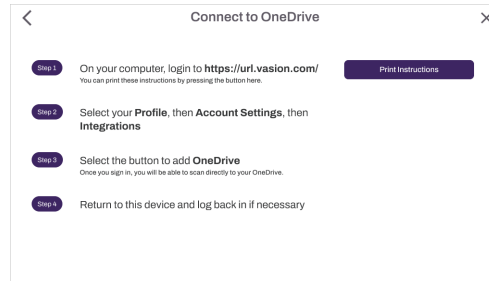 Connect to OneDrive
Step 1
On your computer, login to https://url.vasion.com/
You can print these instructions by pressing the button here.
Print Instructions
Step 2
Select your Profile, then Account Settings, then
Integrations
Step 3
Select the button to add OneDrive
Once you sign in, you will be able to scan directly to your OneDrive.
Step 4
Return to this device and log back in if necessary